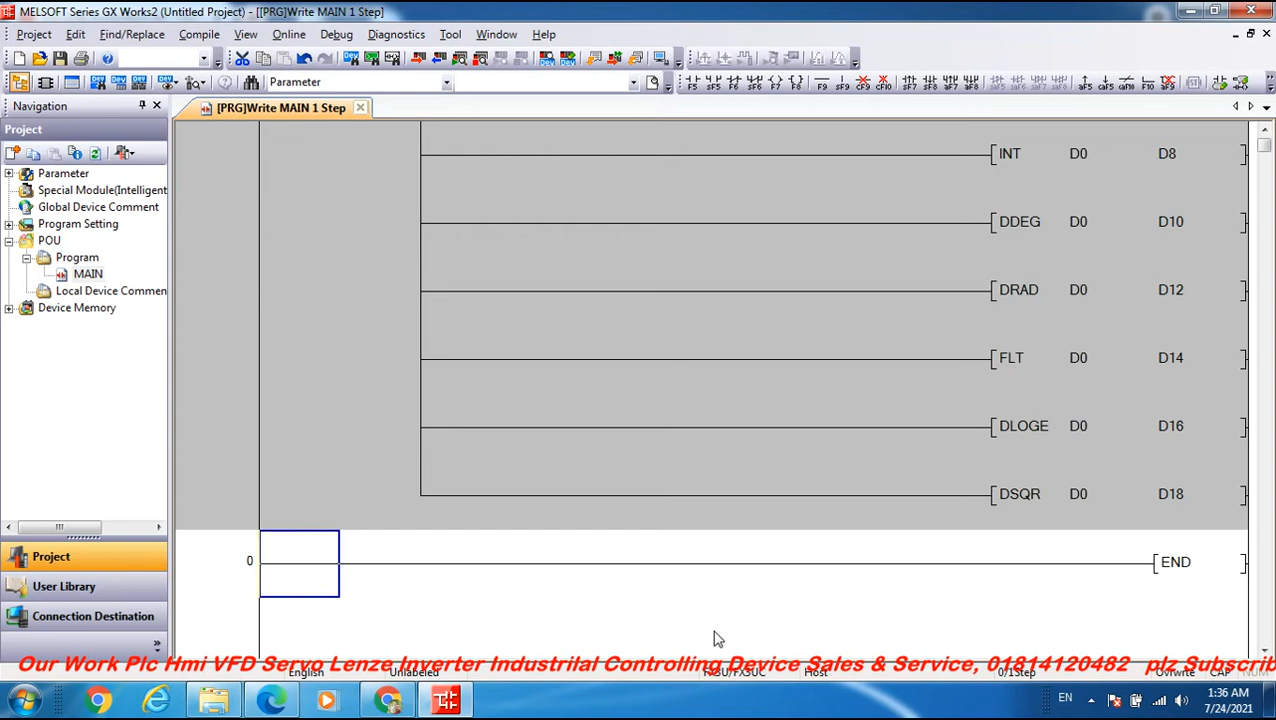 MELSOFT Series GX Works2 (Untitled Project) - [[PRG]Write MAIN 1 Step]
Project Edit Find/Replace Compile View Online Debug Diagnostics Tool Window Help
Parameter
Navigation
[PRG]Write MAIN 1 Step
Project
Parameter
Special Module(Intelligent
Global Device Comment
Program Setting
POU
Program
MAIN
Local Device Commen
Device Memory
INT D0 D8
DDEG D0 D10
DRAD D0 D12
FLT D0 D14
DLOGE D0 D16
DSQR D0 D18
0 END
Project
User Library
Connection Destination
Our Work Plc Hmi VFD Servo Lenze Inverter Industrilal Controlling Device Sales & Service, 01814120482 plz Subscrib
English Unlabeled FX3U/FX3UC Host 0/1Step Ovrwrte CAP NUM
EN 1:36 AM
7/24/2021